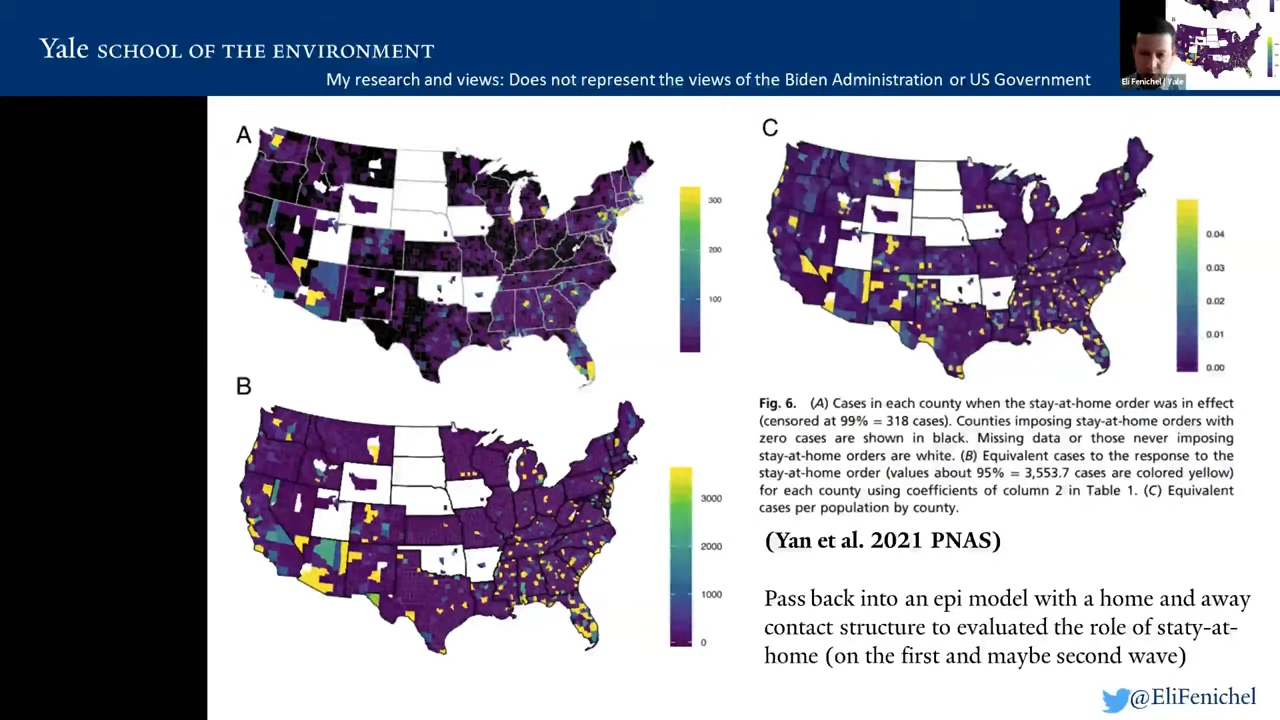 Yale SCHOOL OF THE ENVIRONMENT
My research and views: Does not represent the views of the Biden Administration or US Government
Eli Fenichel | Yale
A
300
200
100
B
3000
2000
1000
0
C
0.04
0.03
0.02
0.01
0.00
Fig. 6. (A) Cases in each county when the stay-at-home order was in effect
(censored at 99% = 318 cases). Counties imposing stay-at-home orders with
zero cases are shown in black. Missing data or those never imposing
stay-at-home orders are white. (B) Equivalent cases to the response to the
stay-at-home order (values about 95% = 3,553.7 cases are colored yellow)
for each county using coefficients of column 2 in Table 1. (C) Equivalent
cases per population by county.
(Yan et al. 2021 PNAS)
Pass back into an epi model with a home and away
contact structure to evaluated the role of staty-at-
home (on the first and maybe second wave)
@EliFenichel